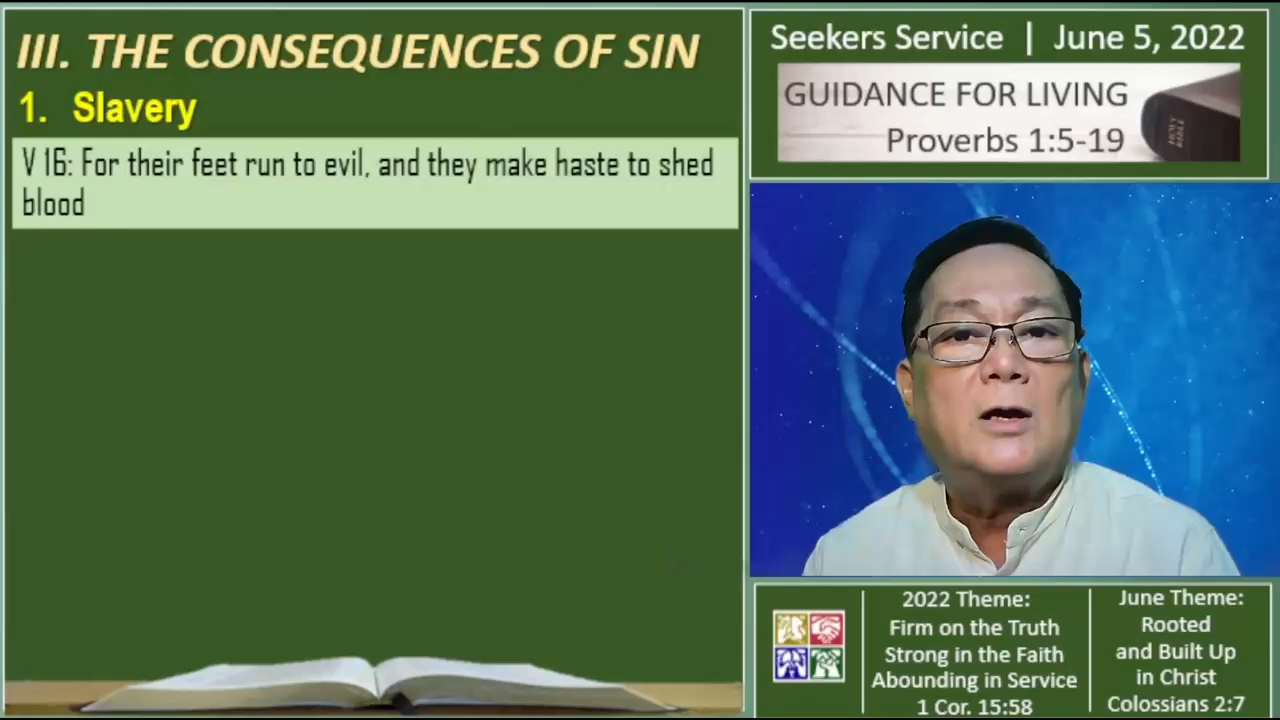 III. THE CONSEQUENCES OF SIN
1. Slavery
V 16: For their feet run to evil, and they make haste to shed
blood
Seekers Service | June 5, 2022
GUIDANCE FOR LIVING
Proverbs 1:5-19
2022 Theme:
Firm on the Truth
Strong in the Faith
Abounding in Service
1 Cor. 15:58
June Theme:
Rooted
and Built Up
in Christ
Colossians 2:7